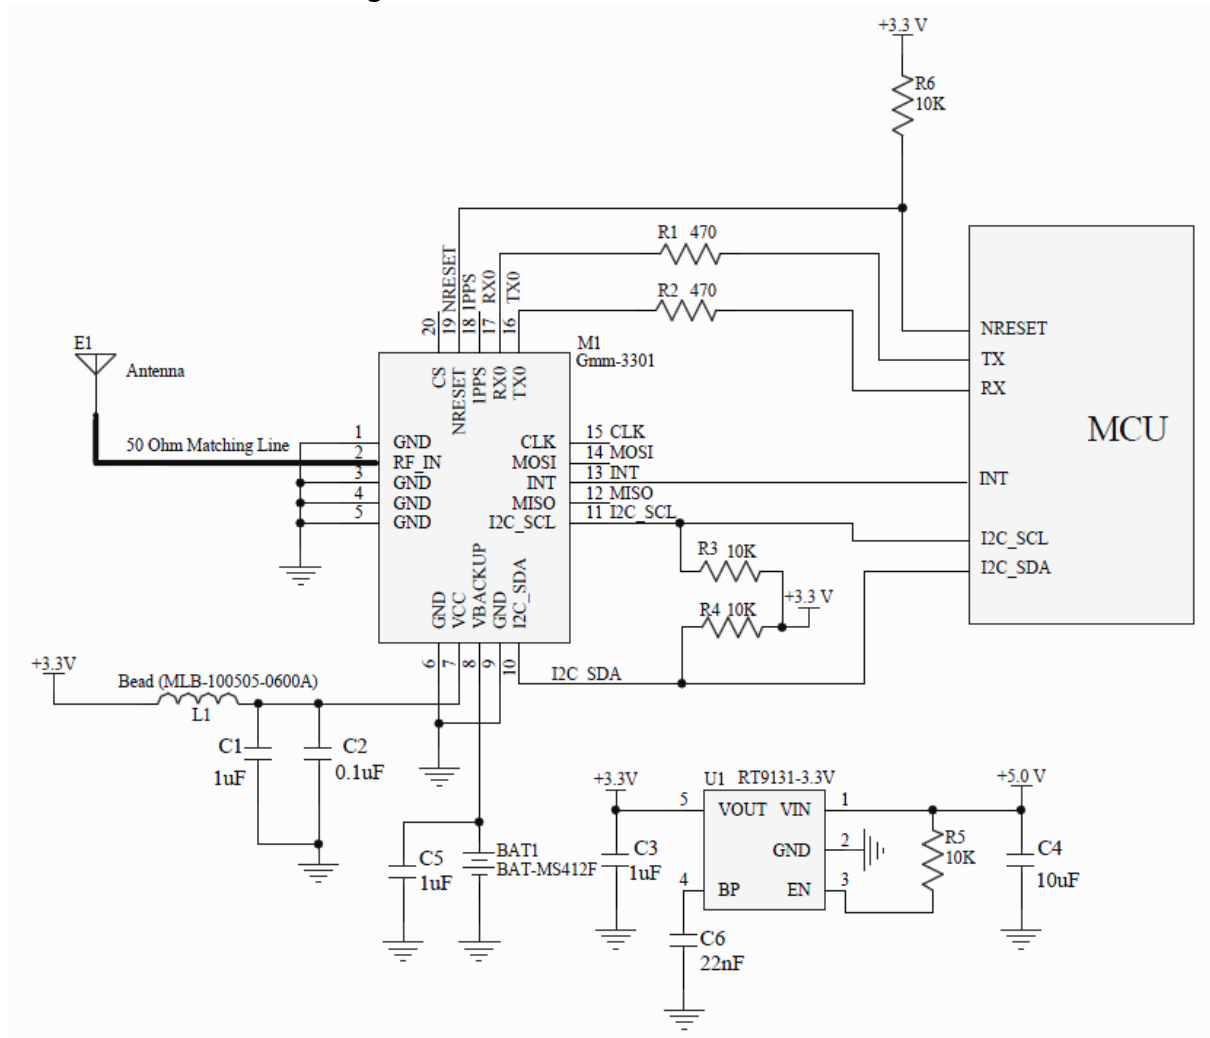 +3.3 V
R6
10K
R1 470
R2 470
NRESET
1PPS
RX0
TX0
20
19
18
17
16
M1
Gmm-3301
E1
Antenna
50 Ohm Matching Line
CS
NRESET
1PPS
RX0
TX0
1
2
3
4
5
GND
RF_IN
GND
GND
GND
CLK
MOSI
INT
MISO
I2C_SCL
15 CLK
14 MOSI
13 INT
12 MISO
11 I2C_SCL
GND
VCC
VBACKUP
GND
I2C_SDA
6
7
8
9
10
I2C_SDA
NRESET
TX
RX
MCU
INT
I2C_SCL
I2C_SDA
R3 10K
+3.3 V
R4 10K
+3.3V
Bead (MLB-100505-0600A)
L1
C1
1uF
C2
0.1uF
C5
1uF
BAT1
BAT-MS412F
+3.3V
U1 RT9131-3.3V
+5.0 V
5
VOUT VIN
1
GND
2
4
BP
EN
3
C3
1uF
R5
10K
C4
10uF
C6
22nF